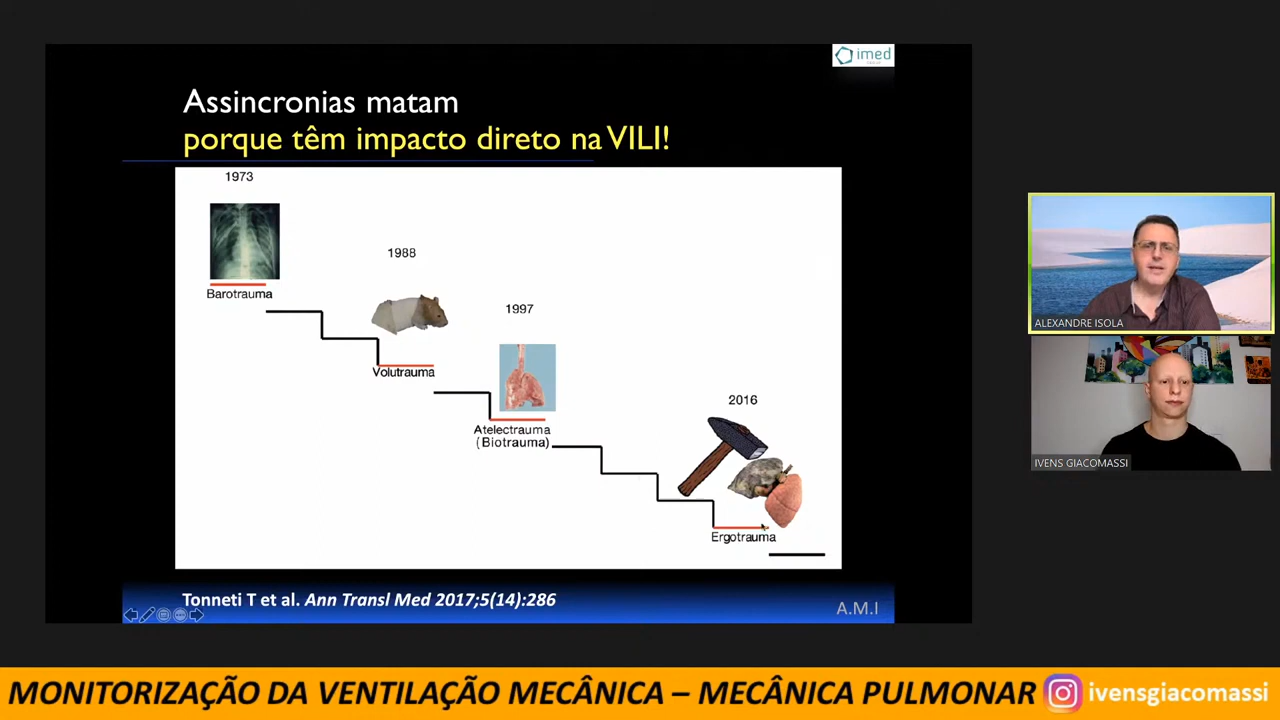 imed
Assincronias matam
porque têm impacto direto na VILI!
1973
Barotrauma
1988
Volutrauma
1997
Atelectrauma
(Biotrauma)
2016
Ergotrauma
Tonneti T et al. Ann Transl Med 2017;5(14):286
A.M.I
ALEXANDRE ISOLA
IVENS GIACOMASSI
MONITORIZAÇÃO DA VENTILAÇÃO MECÂNICA – MECÂNICA PULMONAR
ivensgiacomassi